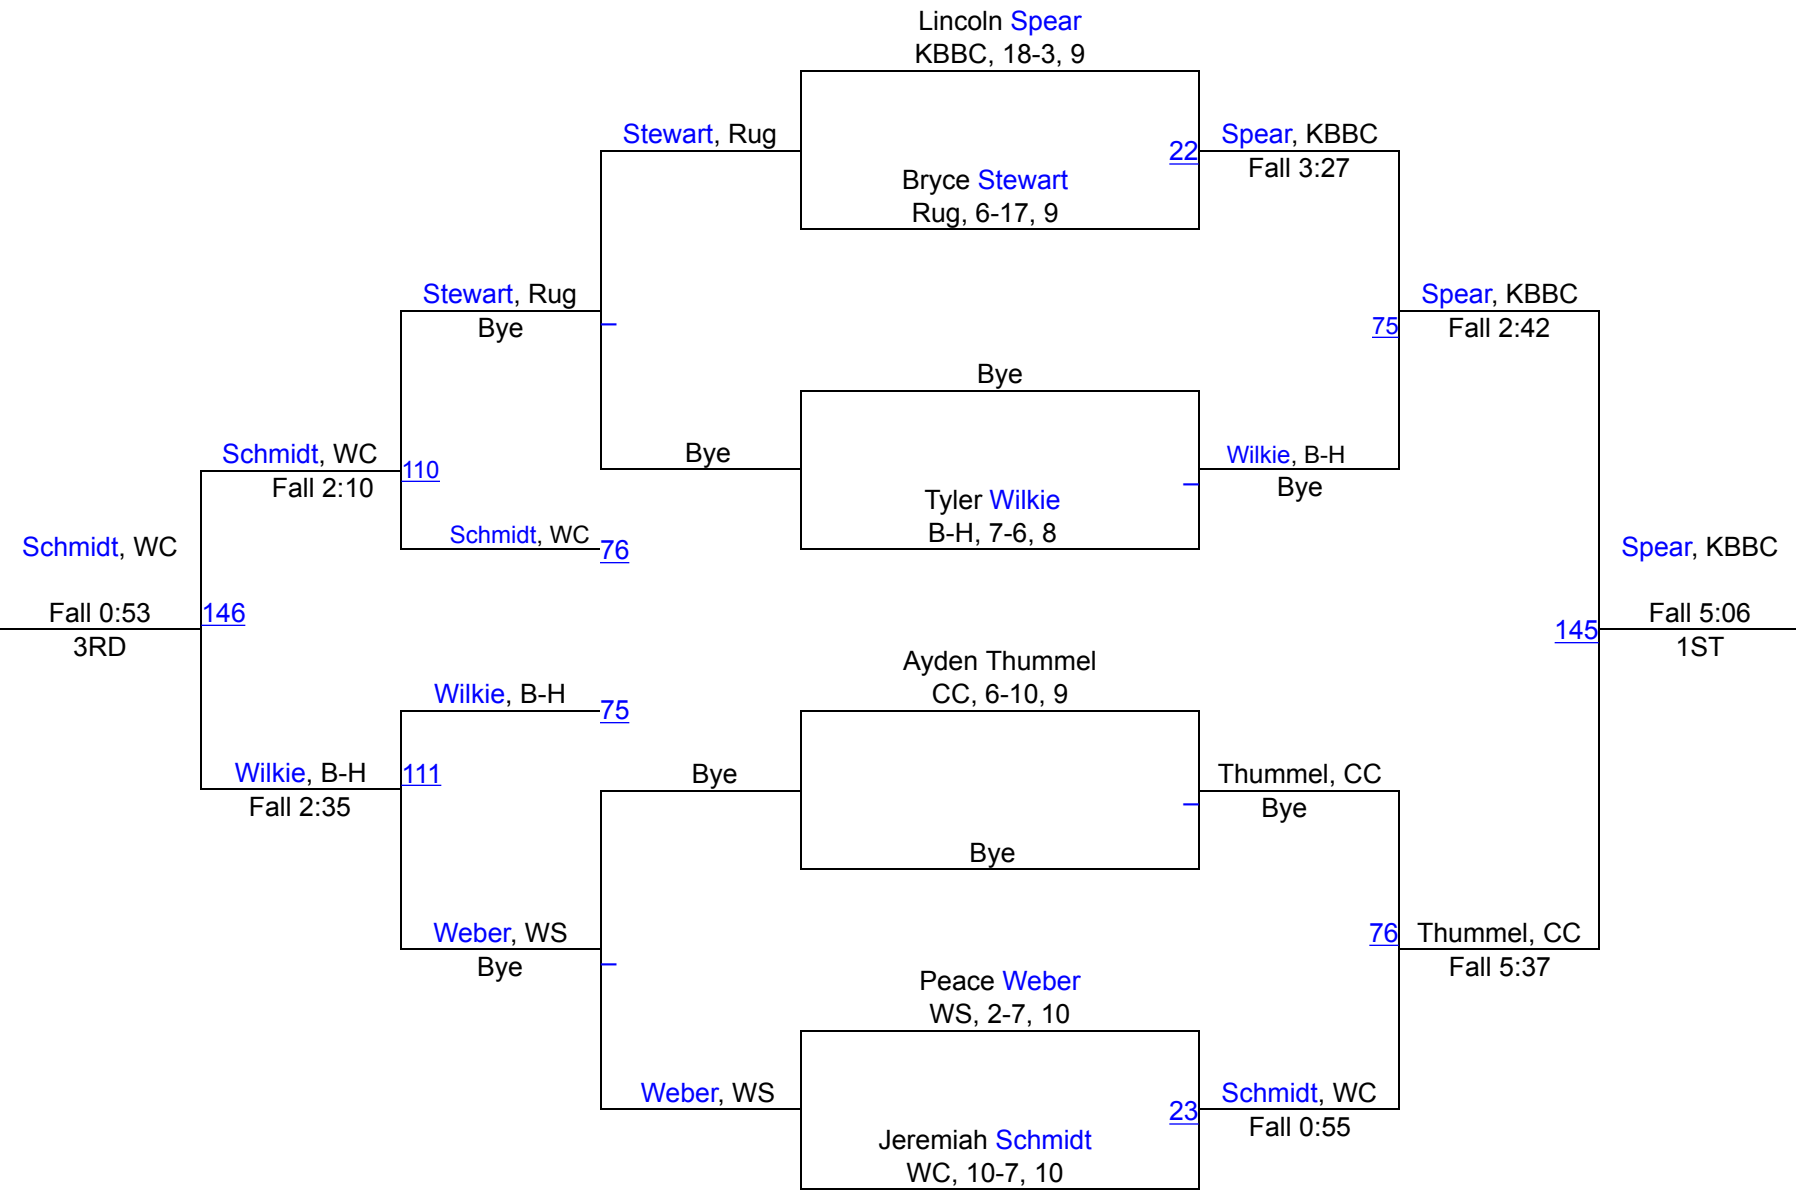 Lincoln Spear
KBBC, 18-3, 9
Stewart, Rug
22
Spear, KBBC
Fall 3:27
Bryce Stewart
Rug, 6-17, 9
Stewart, Rug
Bye
Spear, KBBC
75
Fall 2:42
Bye
Schmidt, WC
110
Fall 2:10
Bye
Wilkie, B-H
Bye
Tyler Wilkie
B-H, 7-6, 8
Schmidt, WC
76
Schmidt, WC
Fall 0:53
146
3RD
Spear, KBBC
145
Fall 5:06
1ST
Ayden Thummel
CC, 6-10, 9
Wilkie, B-H
75
Wilkie, B-H
111
Fall 2:35
Bye
Thummel, CC
Bye
Bye
Weber, WS
Bye
76
Thummel, CC
Fall 5:37
Peace Weber
WS, 2-7, 10
Weber, WS
23
Schmidt, WC
Fall 0:55
Jeremiah Schmidt
WC, 10-7, 10